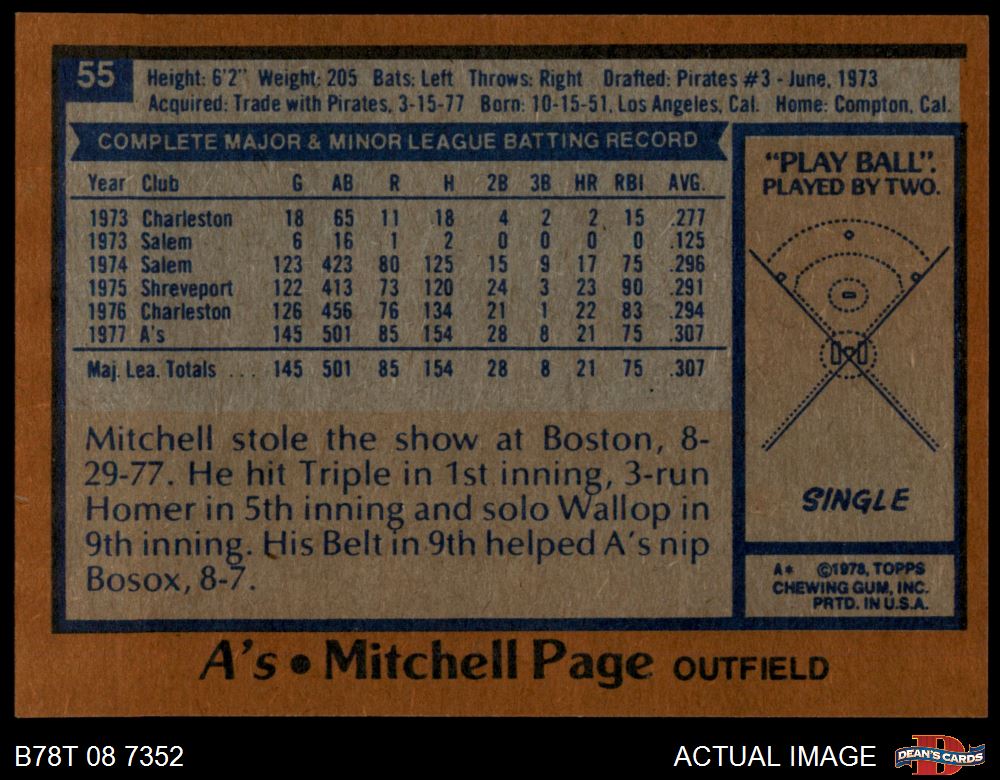 55
Height: 6'2" Weight: 205 Bats: Left Throws: Right Drafted: Pirates #3 - June, 1973
Acquired: Trade with Pirates, 3-15-77 Born: 10-15-51, Los Angeles, Cal. Home: Compton, Cal.
COMPLETE MAJOR & MINOR LEAGUE BATTING RECORD
Year Club G AB R H 2B 3B HR RBI AVG.
1973 Charleston 18 65 11 18 4 2 2 15 .277
1973 Salem 6 16 1 2 0 0 0 0 .125
1974 Salem 123 423 80 125 15 9 17 75 .296
1975 Shreveport 122 413 73 120 24 3 23 90 .291
1976 Charleston 126 456 76 134 21 1 22 83 .294
1977 A's 145 501 85 154 28 8 21 75 .307
Maj. Lea. Totals ... 145 501 85 154 28 8 21 75 .307
Mitchell stole the show at Boston, 8-
29-77. He hit Triple in 1st inning, 3-run
Homer in 5th inning and solo Wallop in
9th inning. His Belt in 9th helped A's nip
Bosox, 8-7.
"PLAY BALL".
PLAYED BY TWO.
SINGLE
A* ©1978, TOPPS
CHEWING GUM, INC.
PRTD. IN U.S.A.
A's • Mitchell Page OUTFIELD
B78T 08 7352
ACTUAL IMAGE
D
DEAN'S CARDS